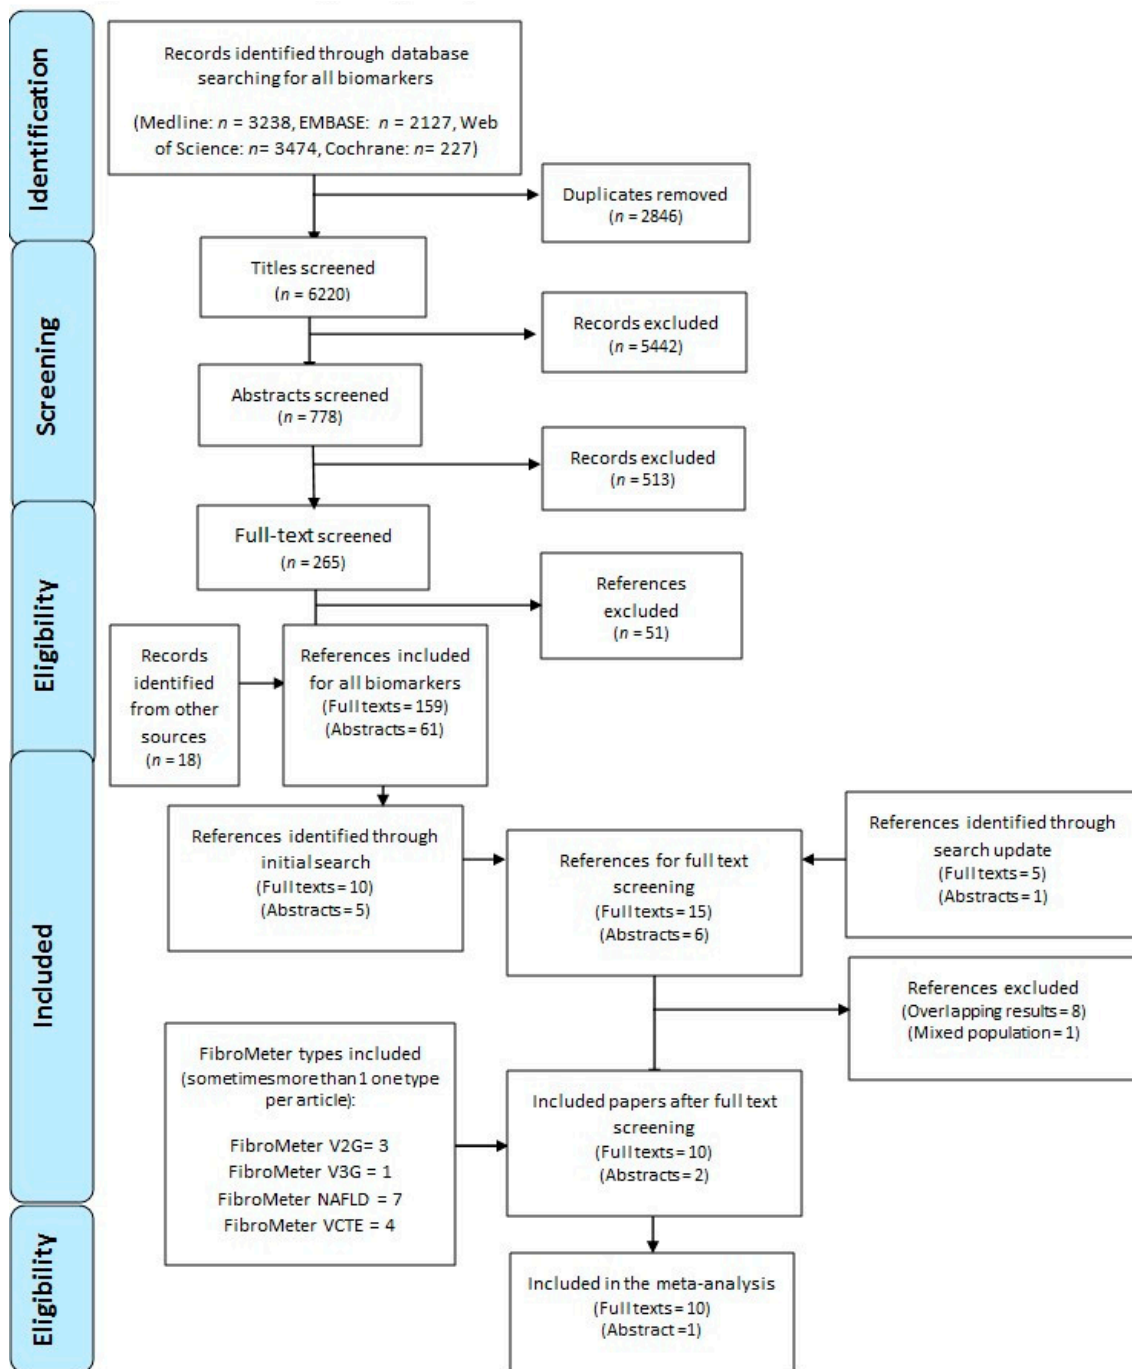 Identification
Records identified through database
searching for all biomarkers
(Medline: n = 3238, EMBASE: n = 2127, Web
of Science: n= 3474, Cochrane: n= 227)
Duplicates removed
(n = 2846)
Screening
Titles screened
(n = 6220)
Records excluded
(n = 5442)
Abstracts screened
(n = 778)
Records excluded
(n = 513)
Eligibility
Full-text screened
(n = 265)
References
excluded
(n = 51)
Records
identified
from other
sources
(n = 18)
References included
for all biomarkers
(Full texts = 159)
(Abstracts = 61)
Included
References identified through
initial search
(Full texts = 10)
(Abstracts = 5)
References for full text
screening
(Full texts = 15)
(Abstracts = 6)
References identified through
search update
(Full texts = 5)
(Abstracts = 1)
References excluded
(Overlapping results = 8)
(Mixed population = 1)
FibroMeter types included
(sometimesmore than 1 one type
per article):
FibroMeter V2G= 3
FibroMeter V3G = 1
FibroMeter NAFLD = 7
FibroMeter VCTE = 4
Included papers after full text
screening
(Full texts = 10)
(Abstracts = 2)
Eligibility
Included in the meta-analysis
(Full texts = 10)
(Abstract =1)